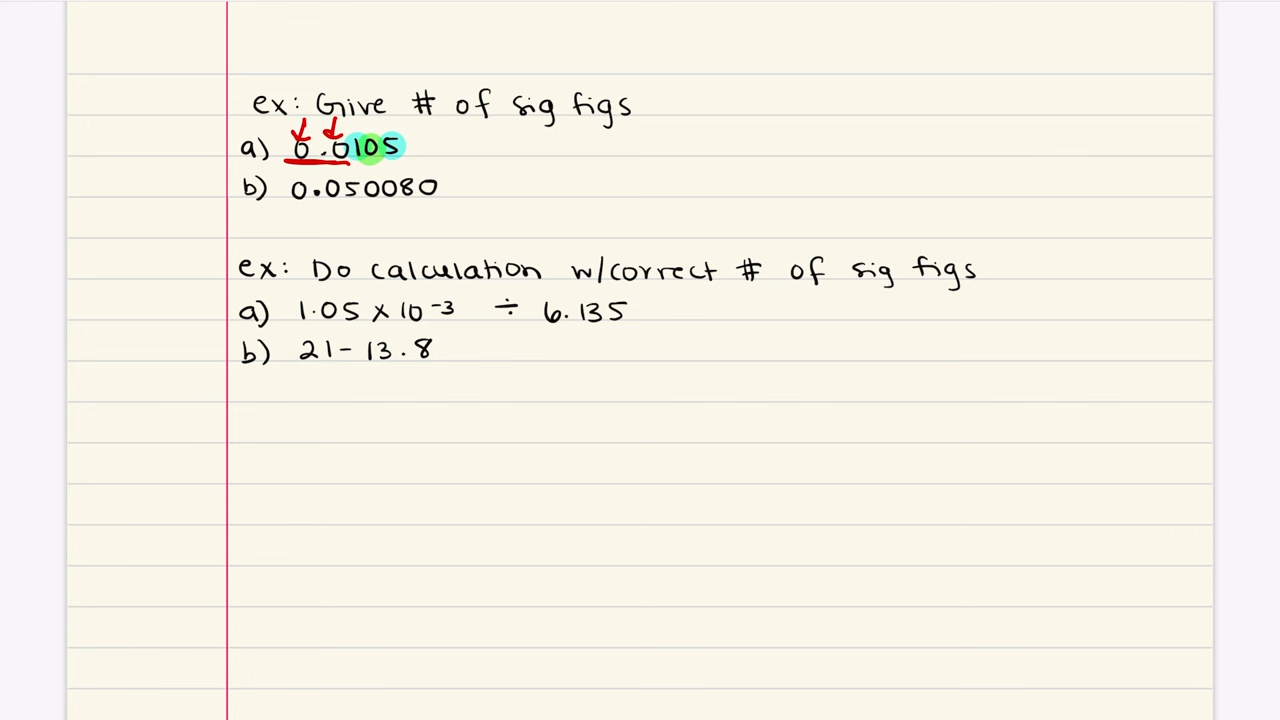 ex: Give # of sig figs
a) 0.0105
b) 0.050080
ex: Do calculation w/correct # of sig figs
a) 1.05 x 10⁻³ ÷ 6.135
b) 21- 13.8